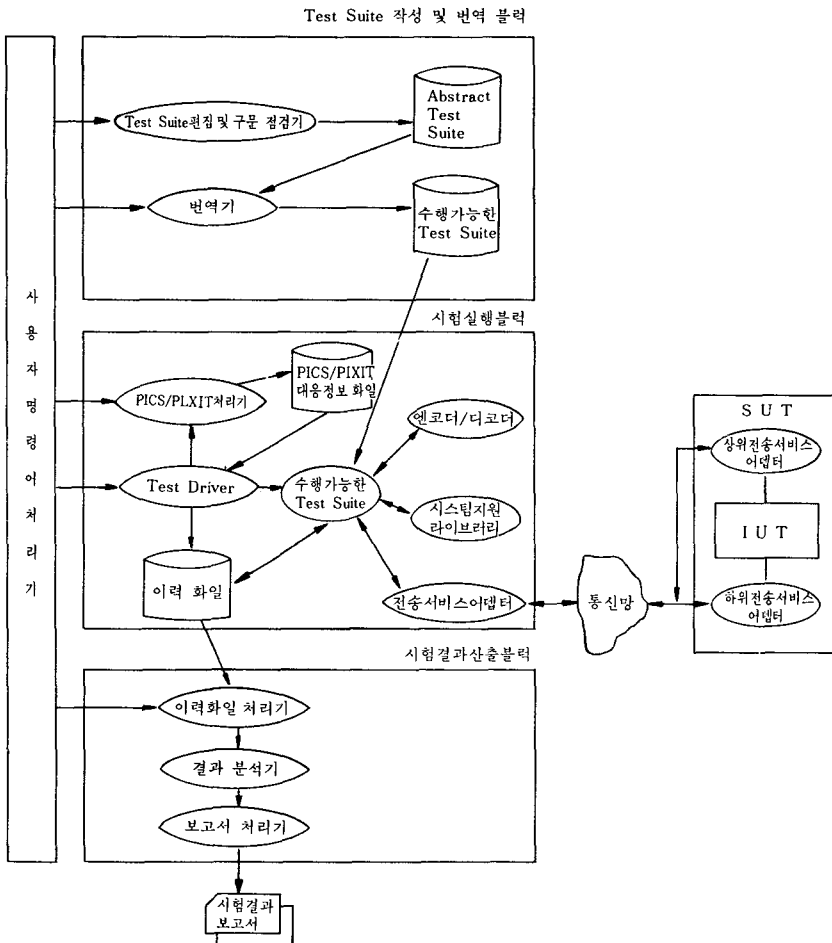 Test Suite 작성 및 번역 블럭
Test Suite편집 및 구문 점검기
Abstract
Test
Suite
번역기
수행가능한
Test Suite
사용자명령어처리기
시험실행블럭
PICS/PLXIT처리기
PICS/PIXIT
대응정보 화일
엔코더/디코더
Test Driver
수행가능한
Test Suite
시스팀지원
라이브러리
이력 화일
전송서비스어뎁터
통신망
SUT
상위전송서비스
어뎁터
IUT
하위전송서비스
어뎁터
시험결과산출블럭
이력화일 처리기
결과 분석기
보고서 처리기
시험결과
보고서